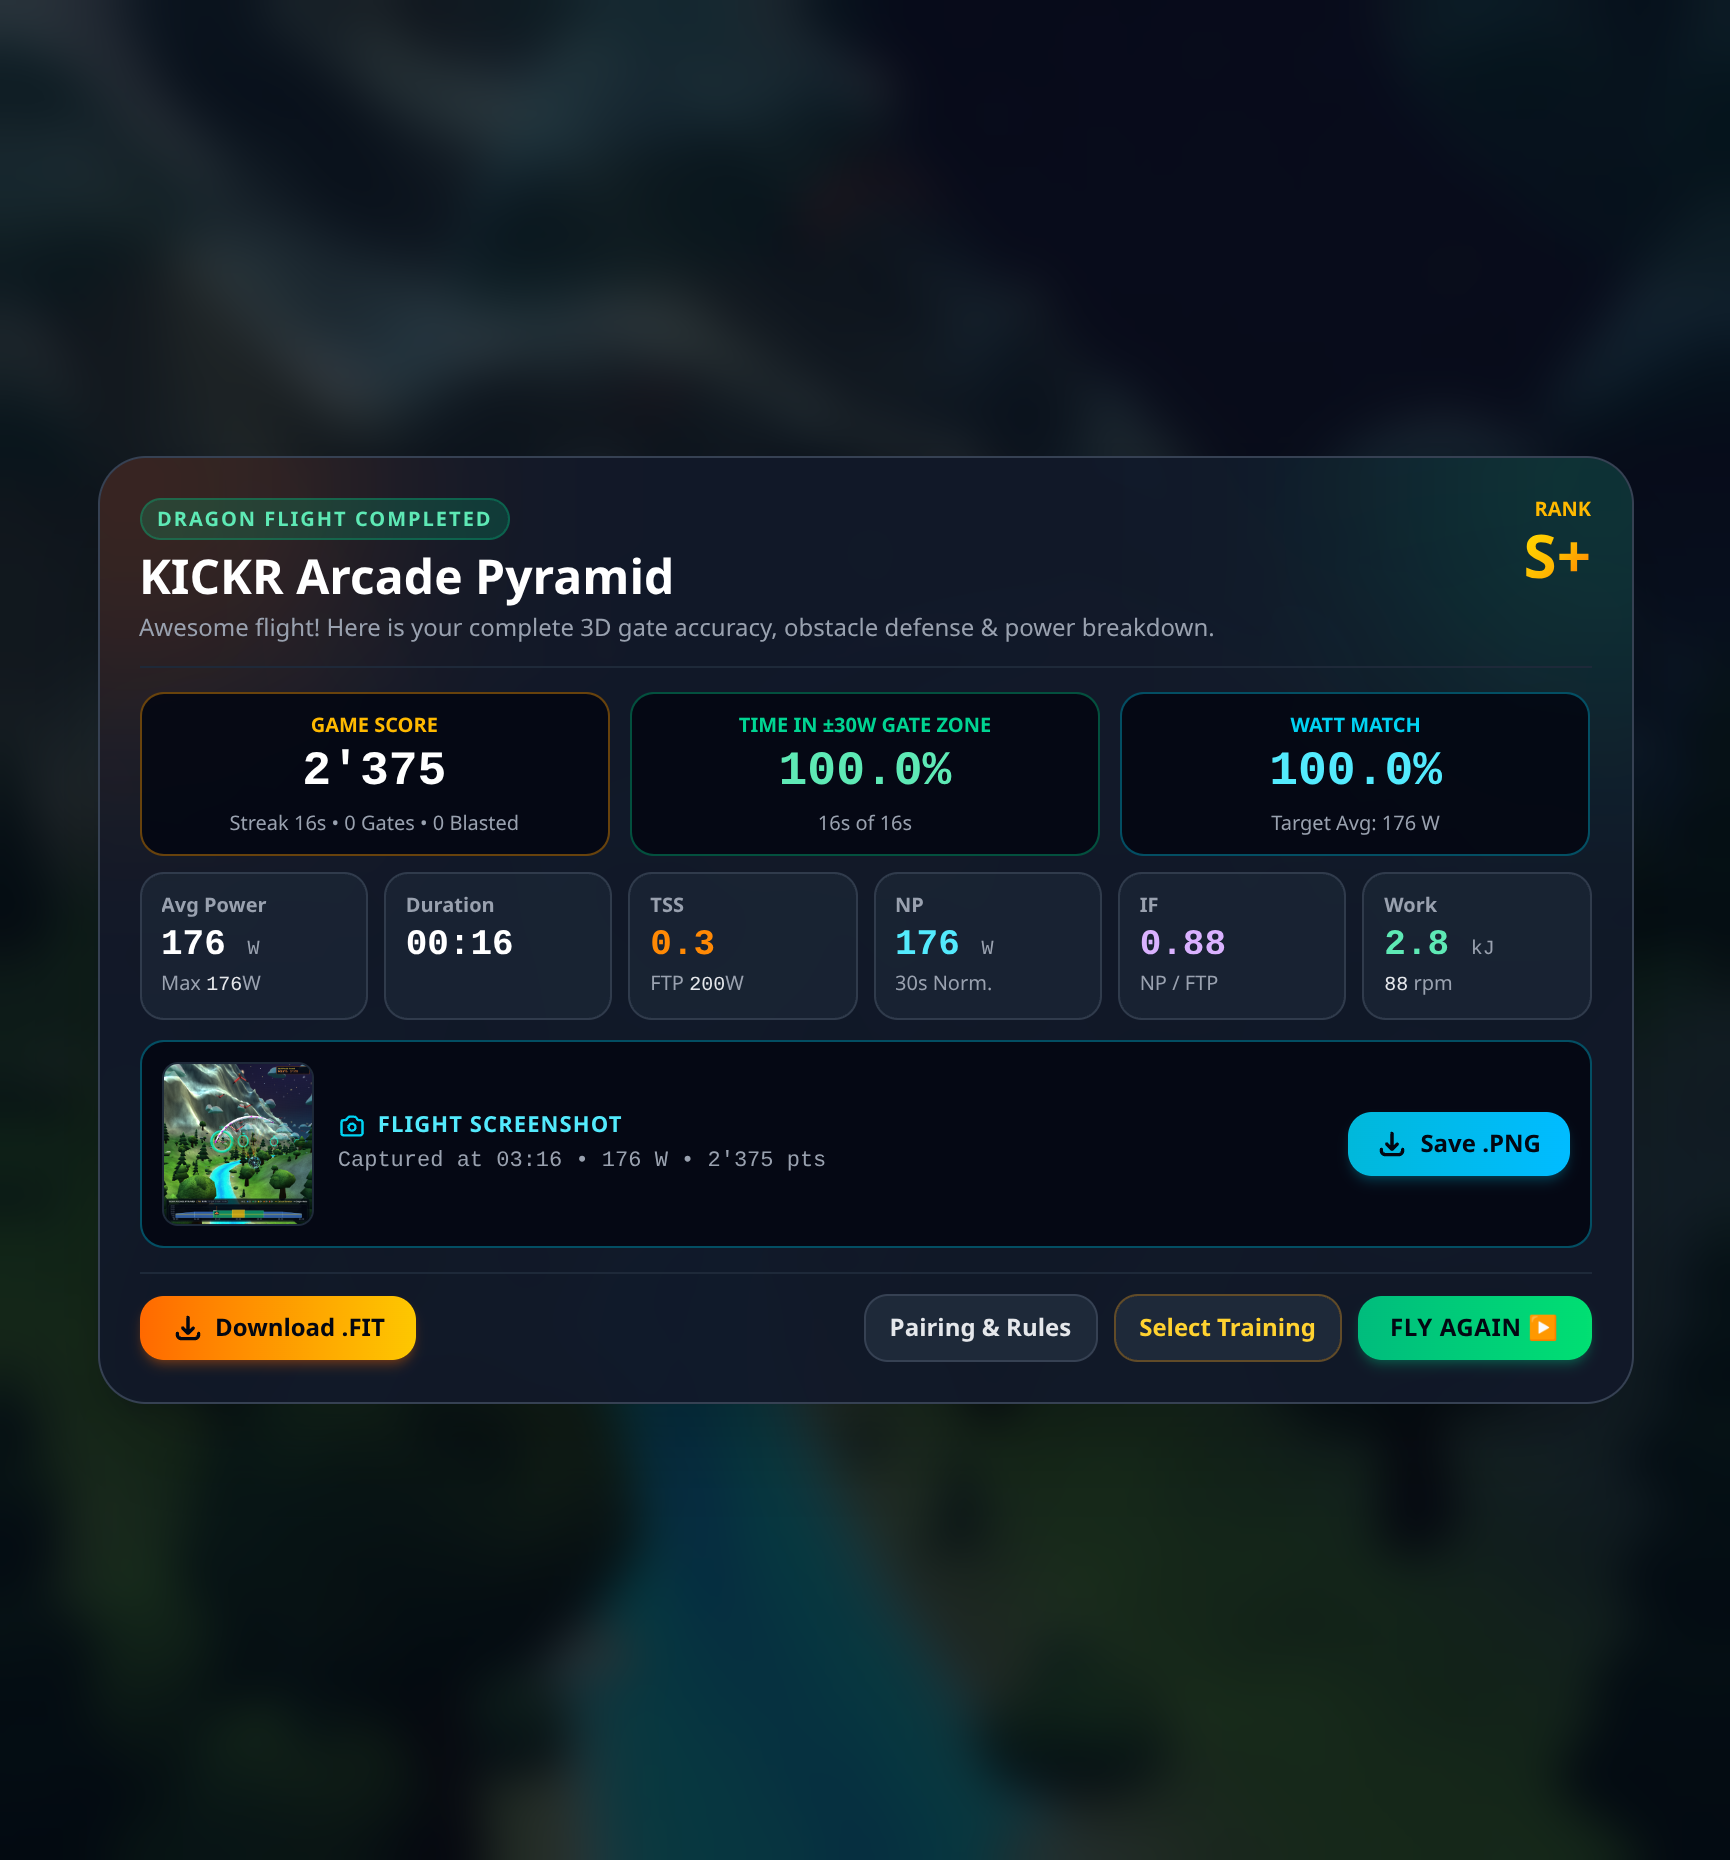 DRAGON FLIGHT COMPLETED
KICKR Arcade Pyramid
Awesome flight! Here is your complete 3D gate accuracy, obstacle defense & power breakdown.
RANK
S+
GAME SCORE
2'375
Streak 16s • 0 Gates • 0 Blasted
TIME IN ±30W GATE ZONE
100.0%
16s of 16s
WATT MATCH
100.0%
Target Avg: 176 W
Avg Power
176 W
Max 176W
Duration
00:16
TSS
0.3
FTP 200W
NP
176 W
30s Norm.
IF
0.88
NP / FTP
Work
2.8 kJ
88 rpm
FLIGHT SCREENSHOT
Captured at 03:16 • 176 W • 2'375 pts
Save .PNG
Download .FIT
Pairing & Rules
Select Training
FLY AGAIN ▶️